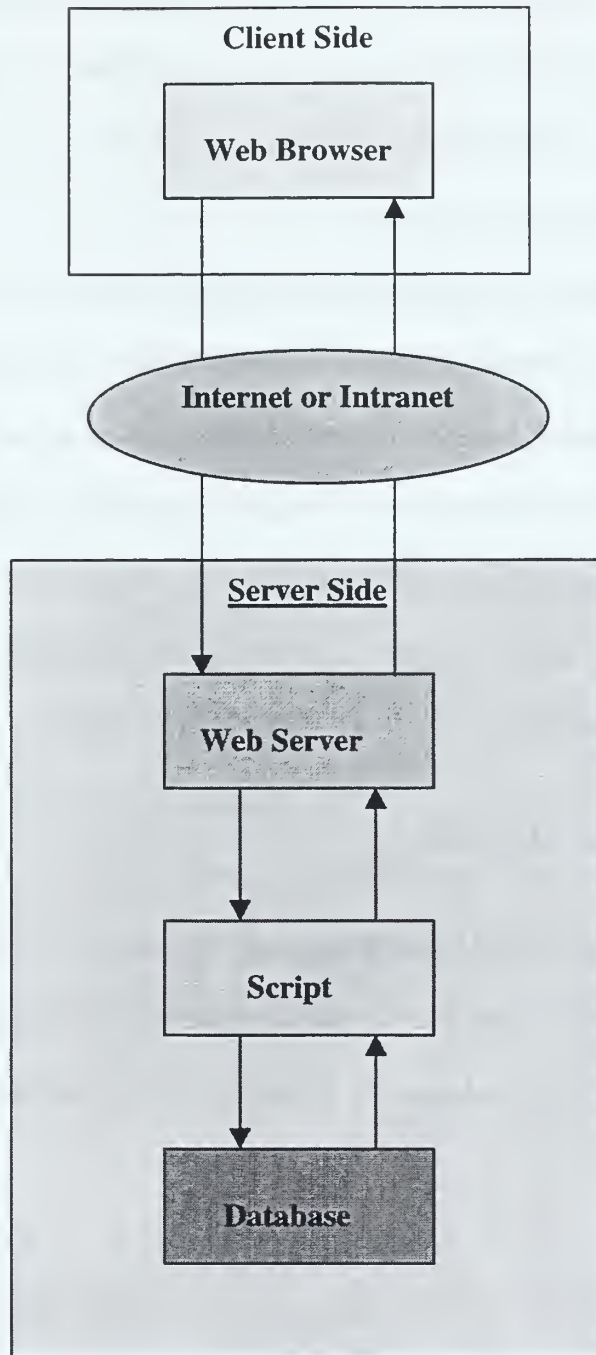 Client Side
Web Browser
Internet or Intranet
Server Side
Web Server
Script
Database